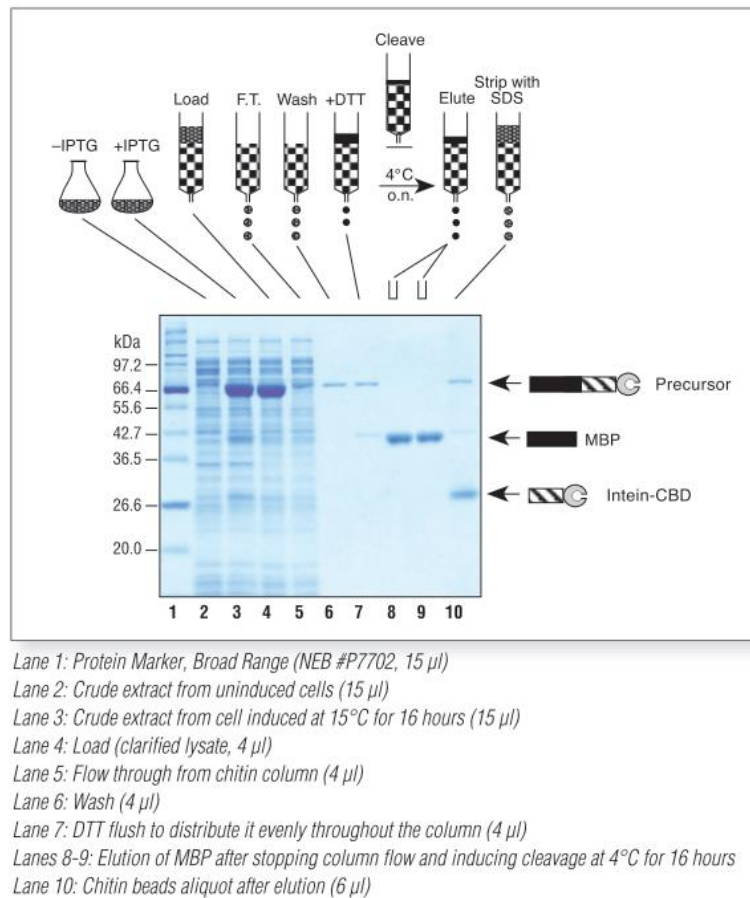 Cleave
Load F.T. Wash +DTT Elute Strip with
SDS
–IPTG +IPTG
4°C
o.n.
kDa
97.2
66.4
55.6
42.7
36.5
26.6
20.0
Precursor
MBP
Intein-CBD
1 2 3 4 5 6 7 8 9 10
Lane 1: Protein Marker, Broad Range (NEB #P7702, 15 µl)
Lane 2: Crude extract from uninduced cells (15 µl)
Lane 3: Crude extract from cell induced at 15°C for 16 hours (15 µl)
Lane 4: Load (clarified lysate, 4 µl)
Lane 5: Flow through from chitin column (4 µl)
Lane 6: Wash (4 µl)
Lane 7: DTT flush to distribute it evenly throughout the column (4 µl)
Lanes 8-9: Elution of MBP after stopping column flow and inducing cleavage at 4°C for 16 hours
Lane 10: Chitin beads aliquot after elution (6 µl)